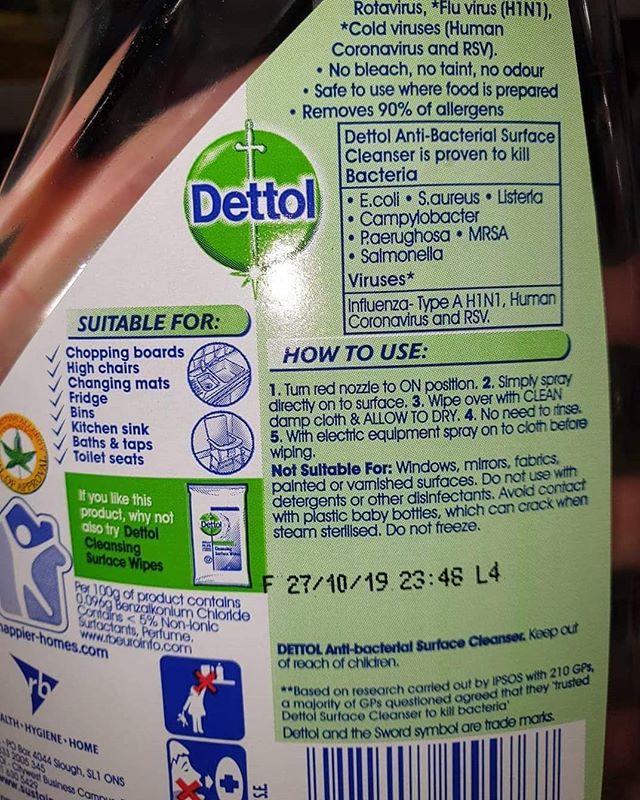 Rotavirus, *Flu virus (H1N1),
*Cold viruses (Human
Coronavirus and RSV).
• No bleach, no taint, no odour
• Safe to use where food is prepared
• Removes 90% of allergens
Dettol Anti-Bacterial Surface
Cleanser is proven to kill
Bacteria
• E.coli • S.aureus • Listeria
• Campylobacter
• P.aerughosa • MRSA
• Salmonella
Viruses*
Influenza- Type A H1N1, Human
Coronavirus and RSV.
Dettol
SUITABLE FOR:
Chopping boards
High chairs
Changing mats
Fridge
Bins
Kitchen sink
Baths & taps
Toilet seats
HOW TO USE:
1. Turn red nozzle to ON position. 2. Simply spray
directly on to surface. 3. Wipe over with CLEAN
damp cloth & ALLOW TO DRY. 4. No need to rinse.
5. With electric equipment spray on to cloth before
wiping.
Not Suitable For: Windows, mirrors, fabrics,
painted or varnished surfaces. Do not use with
detergents or other disinfectants. Avoid contact
with plastic baby bottles, which can crack when
steam sterilised. Do not freeze.
If you like this
product, why not
also try Dettol
Cleansing
Surface Wipes
Dettol
F 27/10/19 23:48 L4
Per 100g of product contains
0.096g Benzalkonium Chloride
Contains < 5% Non-Ionic
Surfactants, Perfume.
www.rbeuroinfo.com
happier-homes.com
DETTOL Anti-bacterial Surface Cleanser. Keep out
of reach of children.
**Based on research carried out by IPSOS with 210 GPs,
a majority of GPs questioned agreed that they 'trusted
Dettol Surface Cleanser to kill bacteria'
Dettol and the Sword symbol are trade marks.
rb
ALTH • HYGIENE • HOME
PO Box 4044 Slough, SL1 0NS
2005 345
Citywest Business Campu
630 5429
S.E